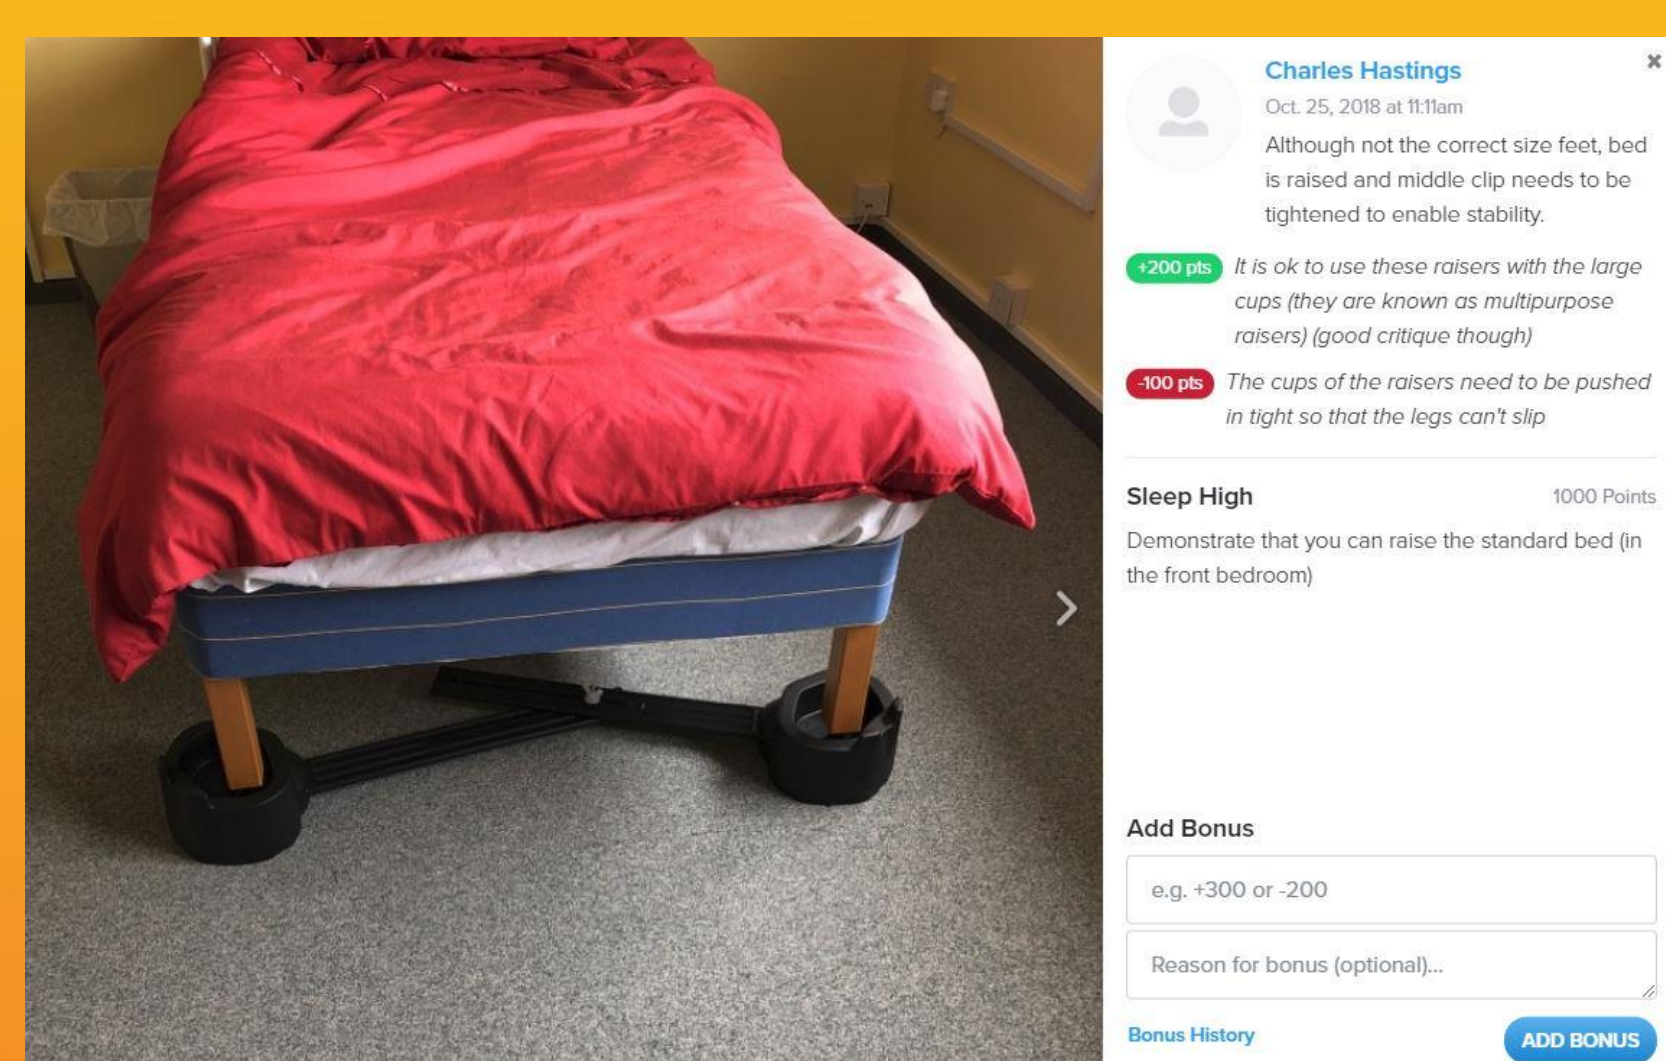 Charles Hastings
Oct. 25, 2018 at 11:11am
Although not the correct size feet, bed
is raised and middle clip needs to be
tightened to enable stability.
+200 pts It is ok to use these raisers with the large
cups (they are known as multipurpose
raisers) (good critique though)
-100 pts The cups of the raisers need to be pushed
in tight so that the legs can't slip
Sleep High 1000 Points
Demonstrate that you can raise the standard bed (in
the front bedroom)
Add Bonus
e.g. +300 or -200
Reason for bonus (optional)...
Bonus History ADD BONUS